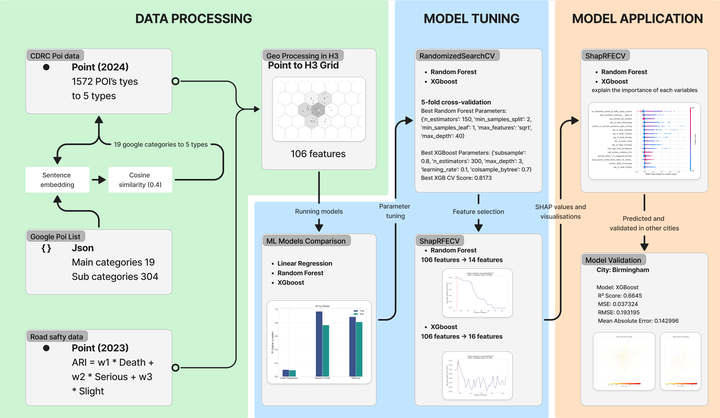 DATA PROCESSING
CDRC Poi data
Point (2024)
1572 POI's tyes
to 5 types
19 google categories to 5 types
Sentence
embedding
Cosine
similarity (0.4)
Google Poi List
{ }
Json
Main categories 19
Sub categories 304
Road safty data
Point (2023)
ARI = w1 * Death +
w2 * Serious + w3
* Slight
Geo Processing in H3
Point to H3 Grid
106 features
Running models
ML Models Comparison
• Linear Regression
• Random Forest
• XGboost
MODEL TUNING
Parameter
tuning
RandomizedSearchCV
• Random Forest
• XGboost
5-fold cross-validation
Best Random Forest Parameters:
{'n_estimators': 150, 'min_samples_split': 2,
'min_samples_leaf': 1, 'max_features': 'sqrt',
'max_depth': 40}
Best XGBoost Parameters: {'subsample':
0.8, 'n_estimators': 300, 'max_depth': 3,
'learning_rate': 0.1, 'colsample_bytree': 0.7}
Best XGB CV Score: 0.8173
Feature selection
ShapRFECV
• Random Forest
106 features → 14 features
• XGboost
106 features → 16 features
MODEL APPLICATION
SHAP values and
visualisations
ShapRFECV
• Random Forest
• XGboost
explain the importance of each variables
Predicted and
validated in other cities
Model Validation
City: Birmingham
Model: XGBoost
R² Score: 0.6645
MSE: 0.037324
RMSE: 0.193195
Mean Absolute Error: 0.142996